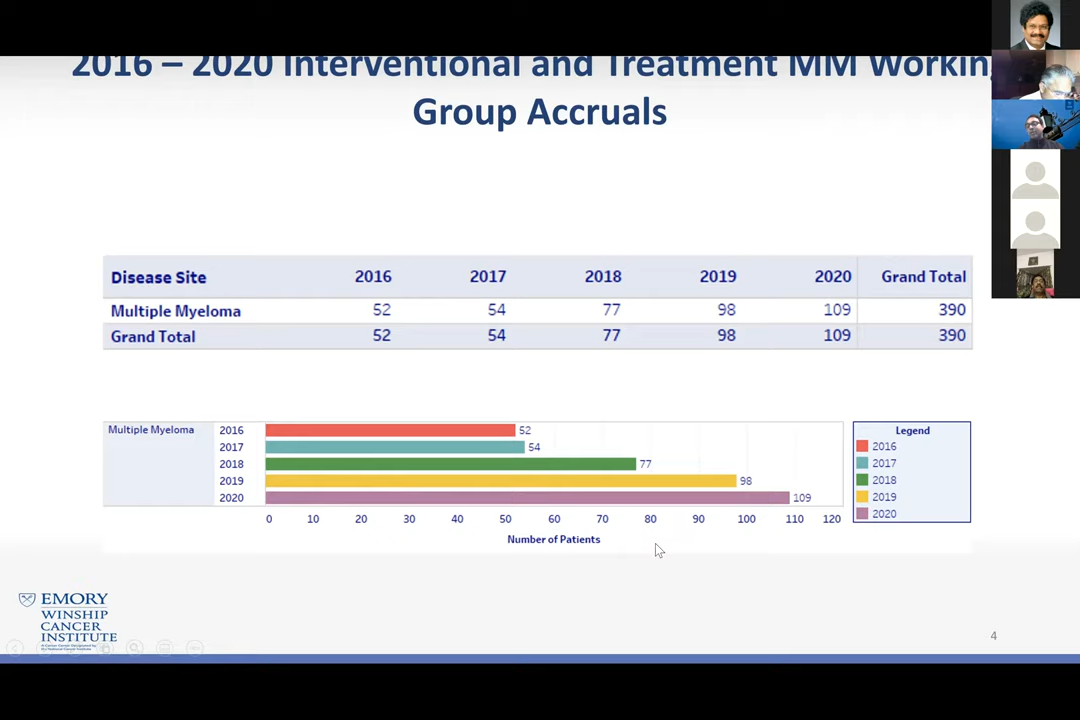 2016 – 2020 Interventional and Treatment MM Workin
Group Accruals
Disease Site 2016 2017 2018 2019 2020 Grand Total
Multiple Myeloma 52 54 77 98 109 390
Grand Total 52 54 77 98 109 390
Multiple Myeloma 2016 52
2017 54
2018 77
2019 98
2020 109
0 10 20 30 40 50 60 70 80 90 100 110 120
Number of Patients
Legend
2016
2017
2018
2019
2020
EMORY
WINSHIP
CANCER
INSTITUTE
4